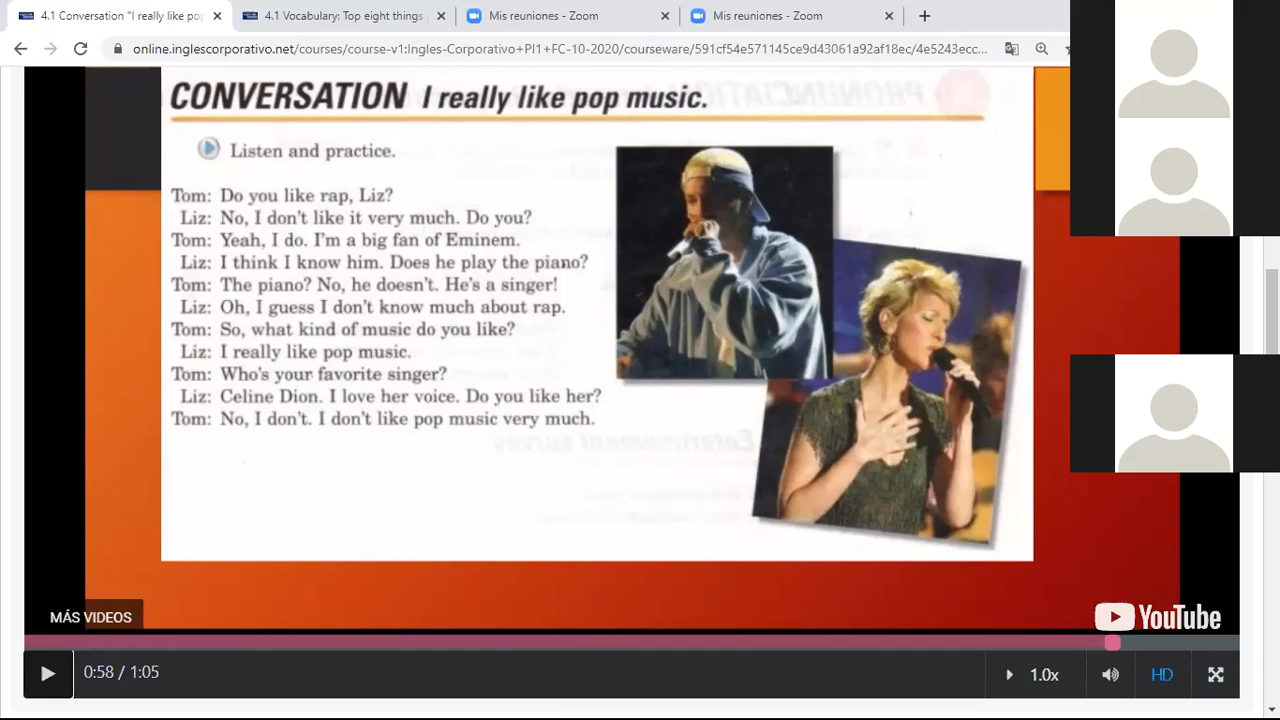 4.1 Conversation "I really like pop
4.1 Vocabulary: Top eight things
Mis reuniones - Zoom
Mis reuniones - Zoom
online.inglescorporativo.net/courses/course-v1:Ingles-Corporativo+PI1+FC-10-2020/courseware/591cf54e571145ce9d43061a92af18ec/4e5243ecc...
CONVERSATION I really like pop music.
Listen and practice.
Tom: Do you like rap, Liz?
Liz: No, I don't like it very much. Do you?
Tom: Yeah, I do. I'm a big fan of Eminem.
Liz: I think I know him. Does he play the piano?
Tom: The piano? No, he doesn't. He's a singer!
Liz: Oh, I guess I don't know much about rap.
Tom: So, what kind of music do you like?
Liz: I really like pop music.
Tom: Who's your favorite singer?
Liz: Celine Dion. I love her voice. Do you like her?
Tom: No, I don't. I don't like pop music very much.
MÁS VIDEOS
YouTube
0:58 / 1:05
1.0x
HD